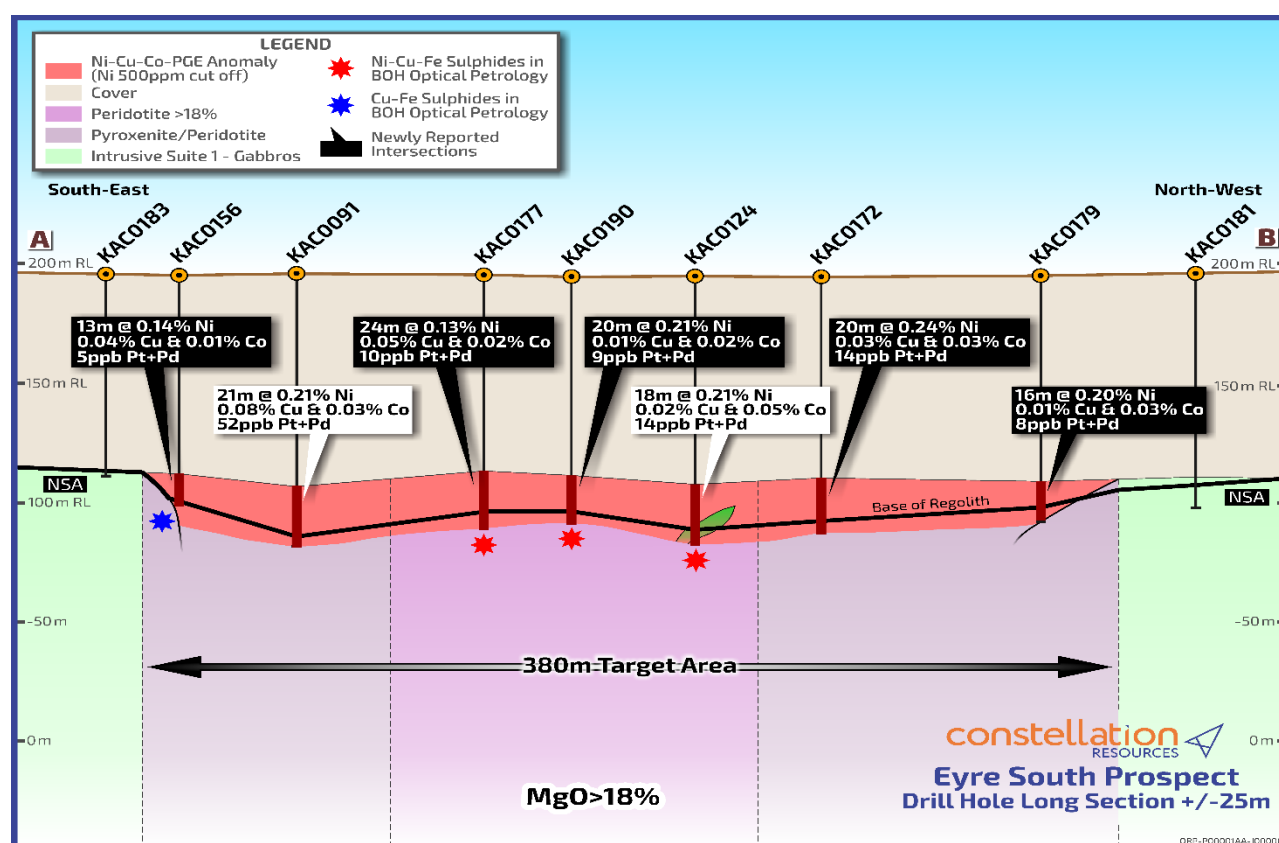 LEGEND
Ni-Cu-Co-PGE Anomaly
(Ni 500ppm cut off)
Cover
Peridotite >18%
Pyroxenite/Peridotite
Intrusive Suite 1 - Gabbros
Ni-Cu-Fe Sulphides in
BOH Optical Petrology
Cu-Fe Sulphides in
BOH Optical Petrology
Newly Reported
Intersections
South-East
North-West
KAC0183
KAC0156
KAC0091
KAC0177
KAC0190
KAC0124
KAC0172
KAC0179
KAC0181
A
B
200m RL
200m RL
13m @ 0.14% Ni
0.04% Cu & 0.01% Co
5ppb Pt+Pd
24m @ 0.13% Ni
0.05% Cu & 0.02% Co
10ppb Pt+Pd
20m @ 0.21% Ni
0.01% Cu & 0.02% Co
9ppb Pt+Pd
20m @ 0.24% Ni
0.03% Cu & 0.03% Co
14ppb Pt+Pd
150m RL
150m RL
21m @ 0.21% Ni
0.08% Cu & 0.03% Co
52ppb Pt+Pd
18m @ 0.21% Ni
0.02% Cu & 0.05% Co
14ppb Pt+Pd
16m @ 0.20% Ni
0.01% Cu & 0.03% Co
8ppb Pt+Pd
NSA
NSA
100m RL
100m RL
Base of Regolith
-50m
-50m
380m Target Area
0m
0m
MgO>18%
constellation
RESOURCES
Eyre South Prospect
Drill Hole Long Section +/-25m